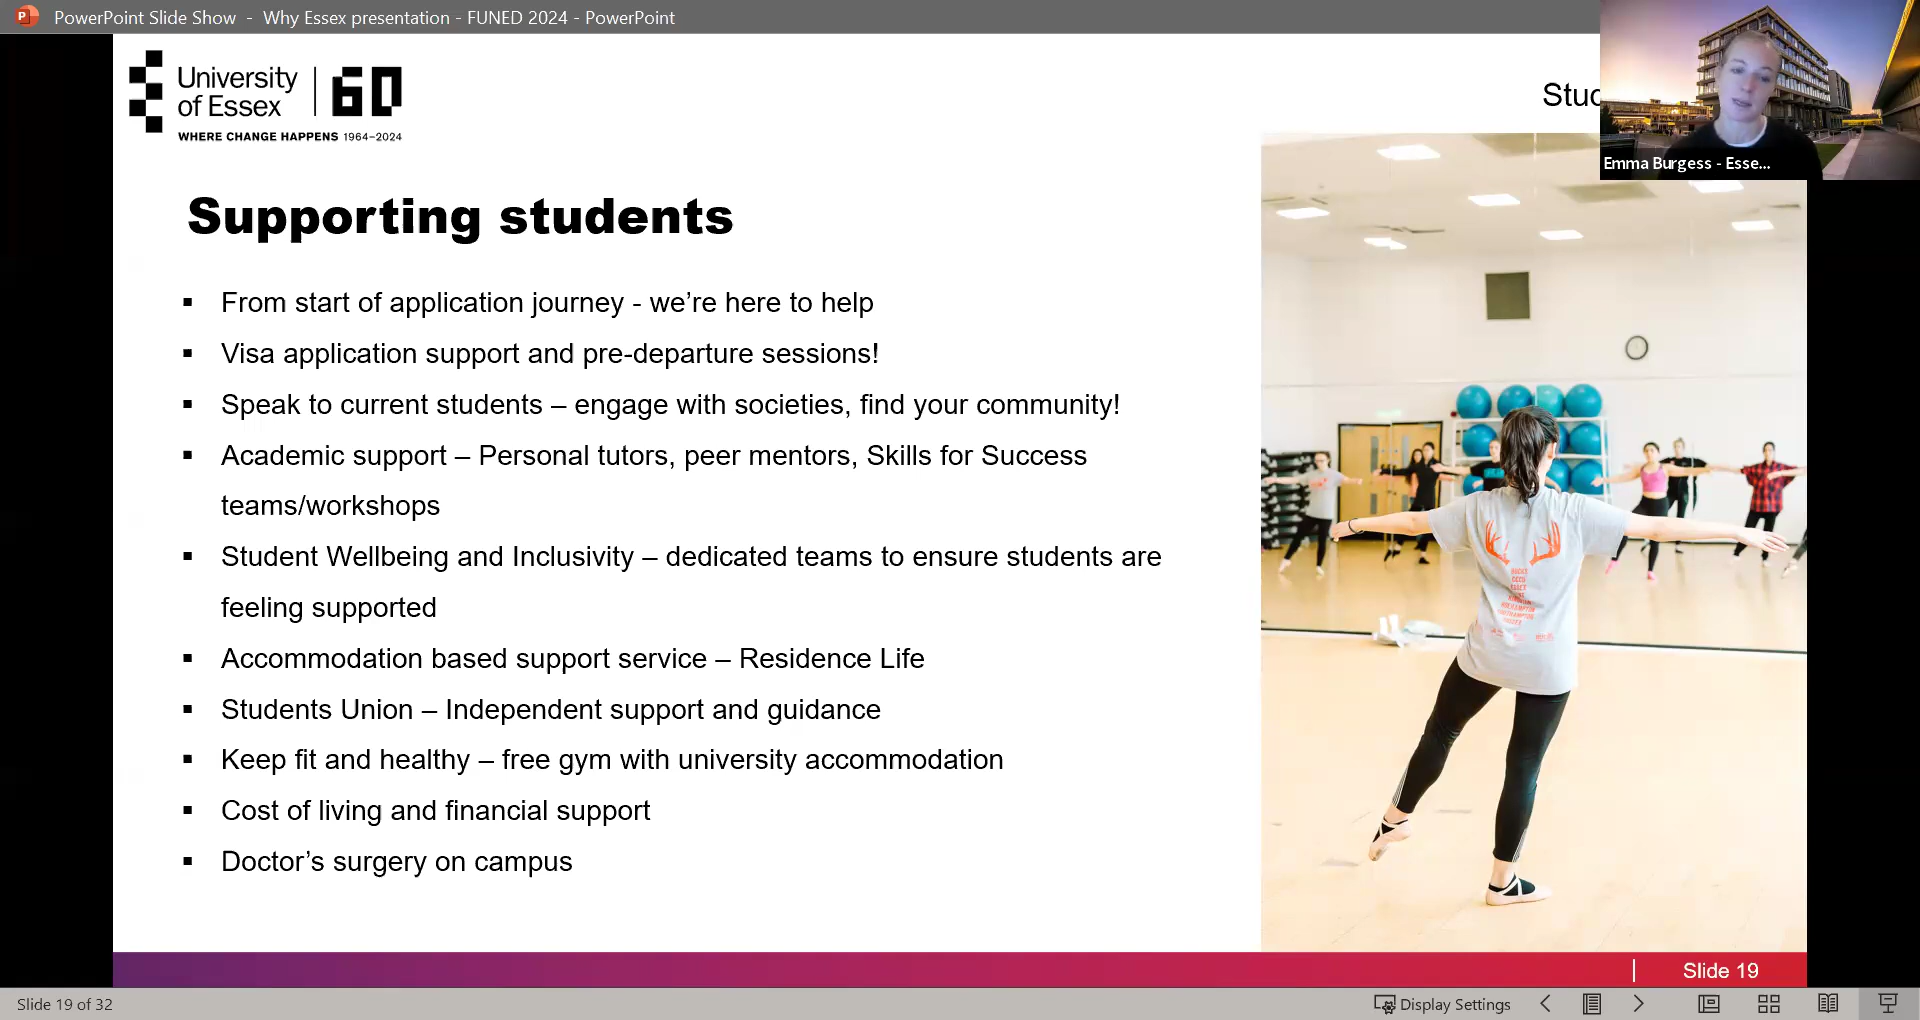 PowerPoint Slide Show - Why Essex presentation - FUNED 2024 - PowerPoint
University
of Essex
60
WHERE CHANGE HAPPENS 1964–2024
Stud
Emma Burgess - Esse...
Supporting students
▪ From start of application journey - we’re here to help
▪ Visa application support and pre-departure sessions!
▪ Speak to current students – engage with societies, find your community!
▪ Academic support – Personal tutors, peer mentors, Skills for Success
teams/workshops
▪ Student Wellbeing and Inclusivity – dedicated teams to ensure students are
feeling supported
▪ Accommodation based support service – Residence Life
▪ Students Union – Independent support and guidance
▪ Keep fit and healthy – free gym with university accommodation
▪ Cost of living and financial support
▪ Doctor’s surgery on campus
Slide 19
Slide 19 of 32
Display Settings